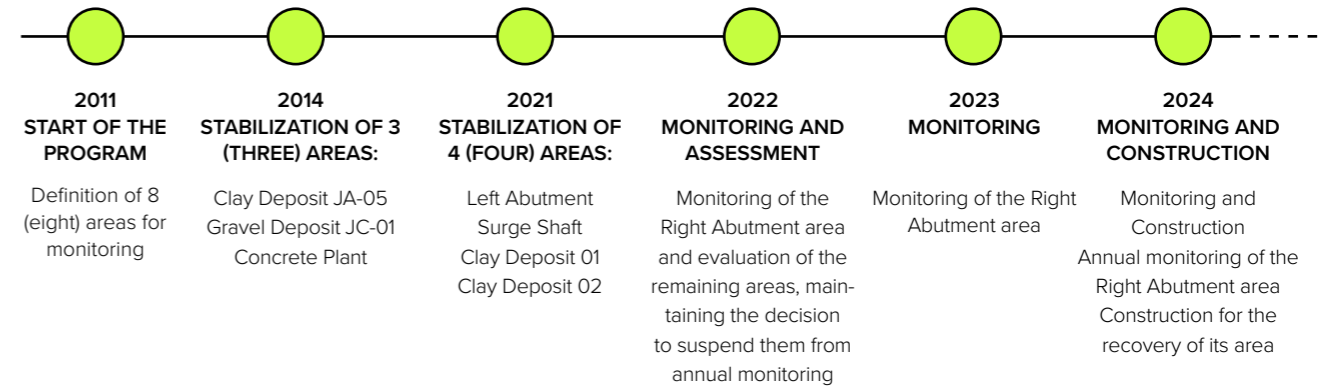 2011
START OF THE
PROGRAM
Definition of 8
(eight) areas for
monitoring
2014
STABILIZATION OF 3
(THREE) AREAS:
Clay Deposit JA-05
Gravel Deposit JC-01
Concrete Plant
2021
STABILIZATION OF
4 (FOUR) AREAS:
Left Abutment
Surge Shaft
Clay Deposit 01
Clay Deposit 02
2022
MONITORING AND
ASSESSMENT
Monitoring of the
Right Abutment area
and evaluation of the
remaining areas, main-
taining the decision
to suspend them from
annual monitoring
2023
MONITORING
Monitoring of the Right
Abutment area
2024
MONITORING AND
CONSTRUCTION
Monitoring and
Construction
Annual monitoring of the
Right Abutment area
Construction for the
recovery of its area